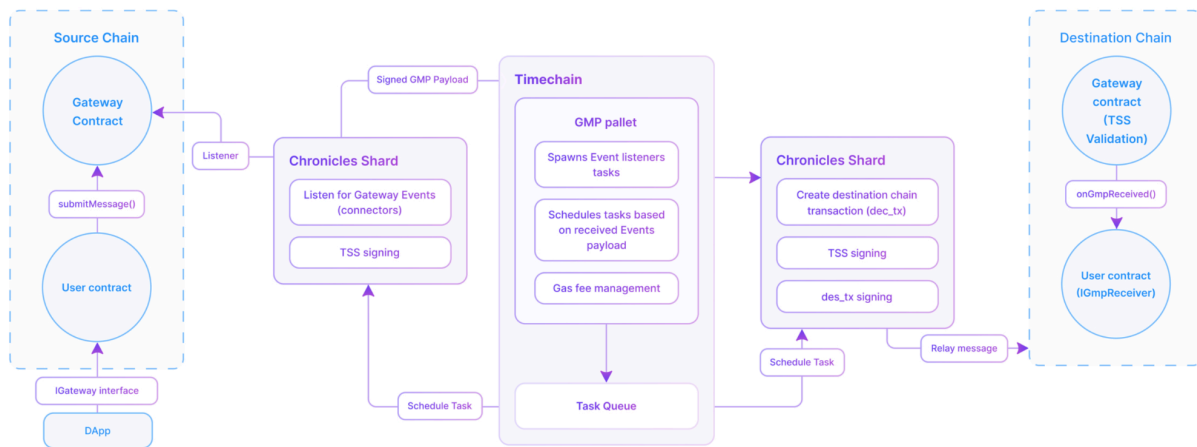 Source Chain
Gateway
Contract
submitMessage()
User contract
IGateway interface
DApp
Listener
Signed GMP Payload
Chronicles Shard
Listen for Gateway Events
(connectors)
TSS signing
Schedule Task
Timechain
GMP pallet
Spawns Event listeners
tasks
Schedules tasks based
on received Events
payload
Gas fee management
Task Queue
Chronicles Shard
Create destination chain
transaction (dec_tx)
TSS signing
des_tx signing
Schedule Task
Relay message
Destination Chain
Gateway
contract
(TSS
Validation)
onGmpReceived()
User contract
(IGmpReceiver)